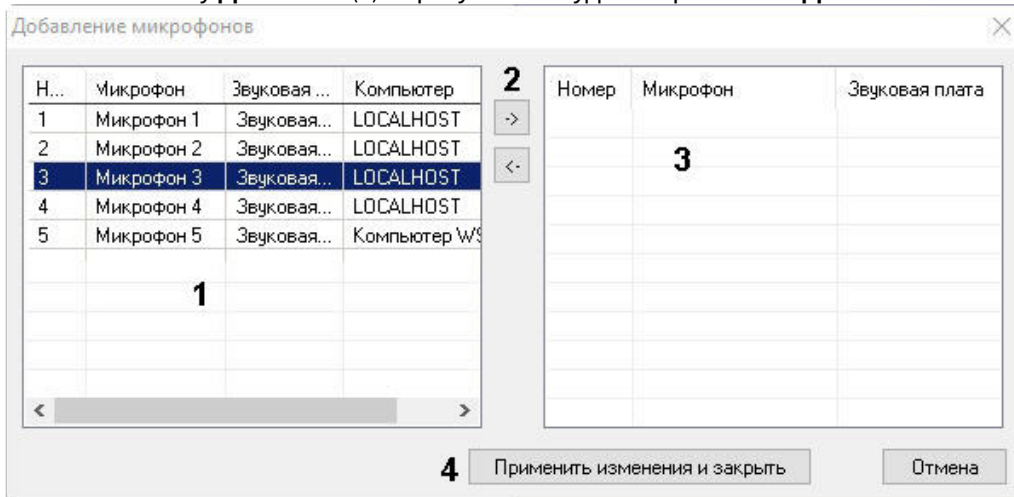 Добавление микрофонов
Н... Микрофон Звуковая ... Компьютер 2 Номер Микрофон Звуковая плата
1 Микрофон 1 Звуковая... LOCALHOST ->
2 Микрофон 2 Звуковая... LOCALHOST
3 Микрофон 3 Звуковая... LOCALHOST <- 3
4 Микрофон 4 Звуковая... LOCALHOST
5 Микрофон 5 Звуковая... Компьютер WS
1
4 Применить изменения и закрыть Отмена